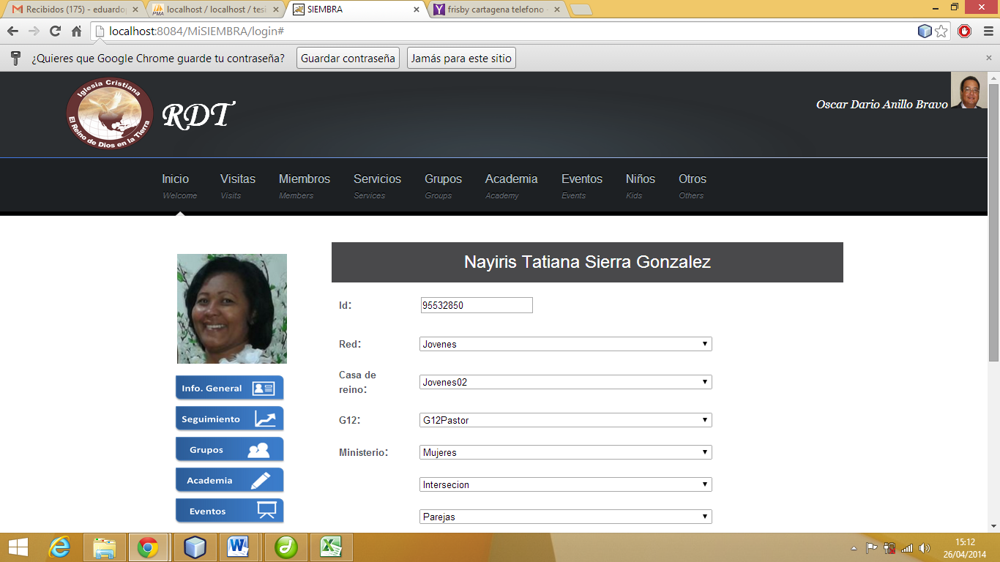 Recibidos (175) - eduardo
localhost / localhost / tesi
SIEMBRA
frisby cartagena telefono -
localhost:8084/MiSIEMBRA/login#
¿Quieres que Google Chrome guarde tu contraseña?
Guardar contraseña
Jamás para este sitio
Iglesia Cristiana
El Reino de Dios en la Tierra
RDT
Oscar Dario Anillo Bravo
Inicio Visitas Miembros Servicios Grupos Academia Eventos Niños Otros
Welcome Visits Members Services Groups Academy Events Kids Others
Nayiris Tatiana Sierra Gonzalez
Id: 95532850
Red: Jovenes
Casa de reino: Jovenes02
G12: G12Pastor
Ministerio: Mujeres
Intersecion
Parejas
Info. General
Seguimiento
Grupos
Academia
Eventos
15:12
26/04/2014